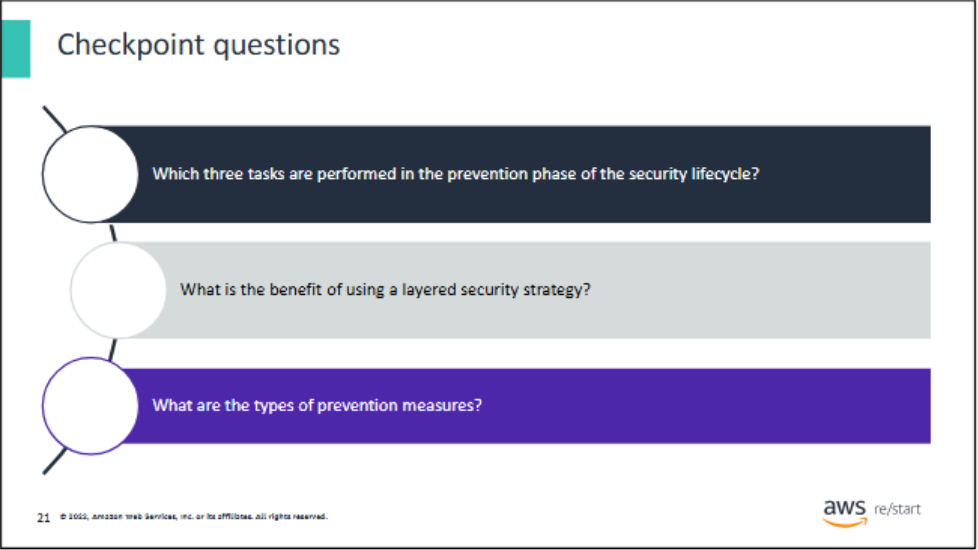 Checkpoint questions
Which three tasks are performed in the prevention phase of the security lifecycle?
What is the benefit of using a layered security strategy?
What are the types of prevention measures?
21 © 2022, Amazon Web Services, Inc. or its affiliates. All rights reserved.
aws re/start